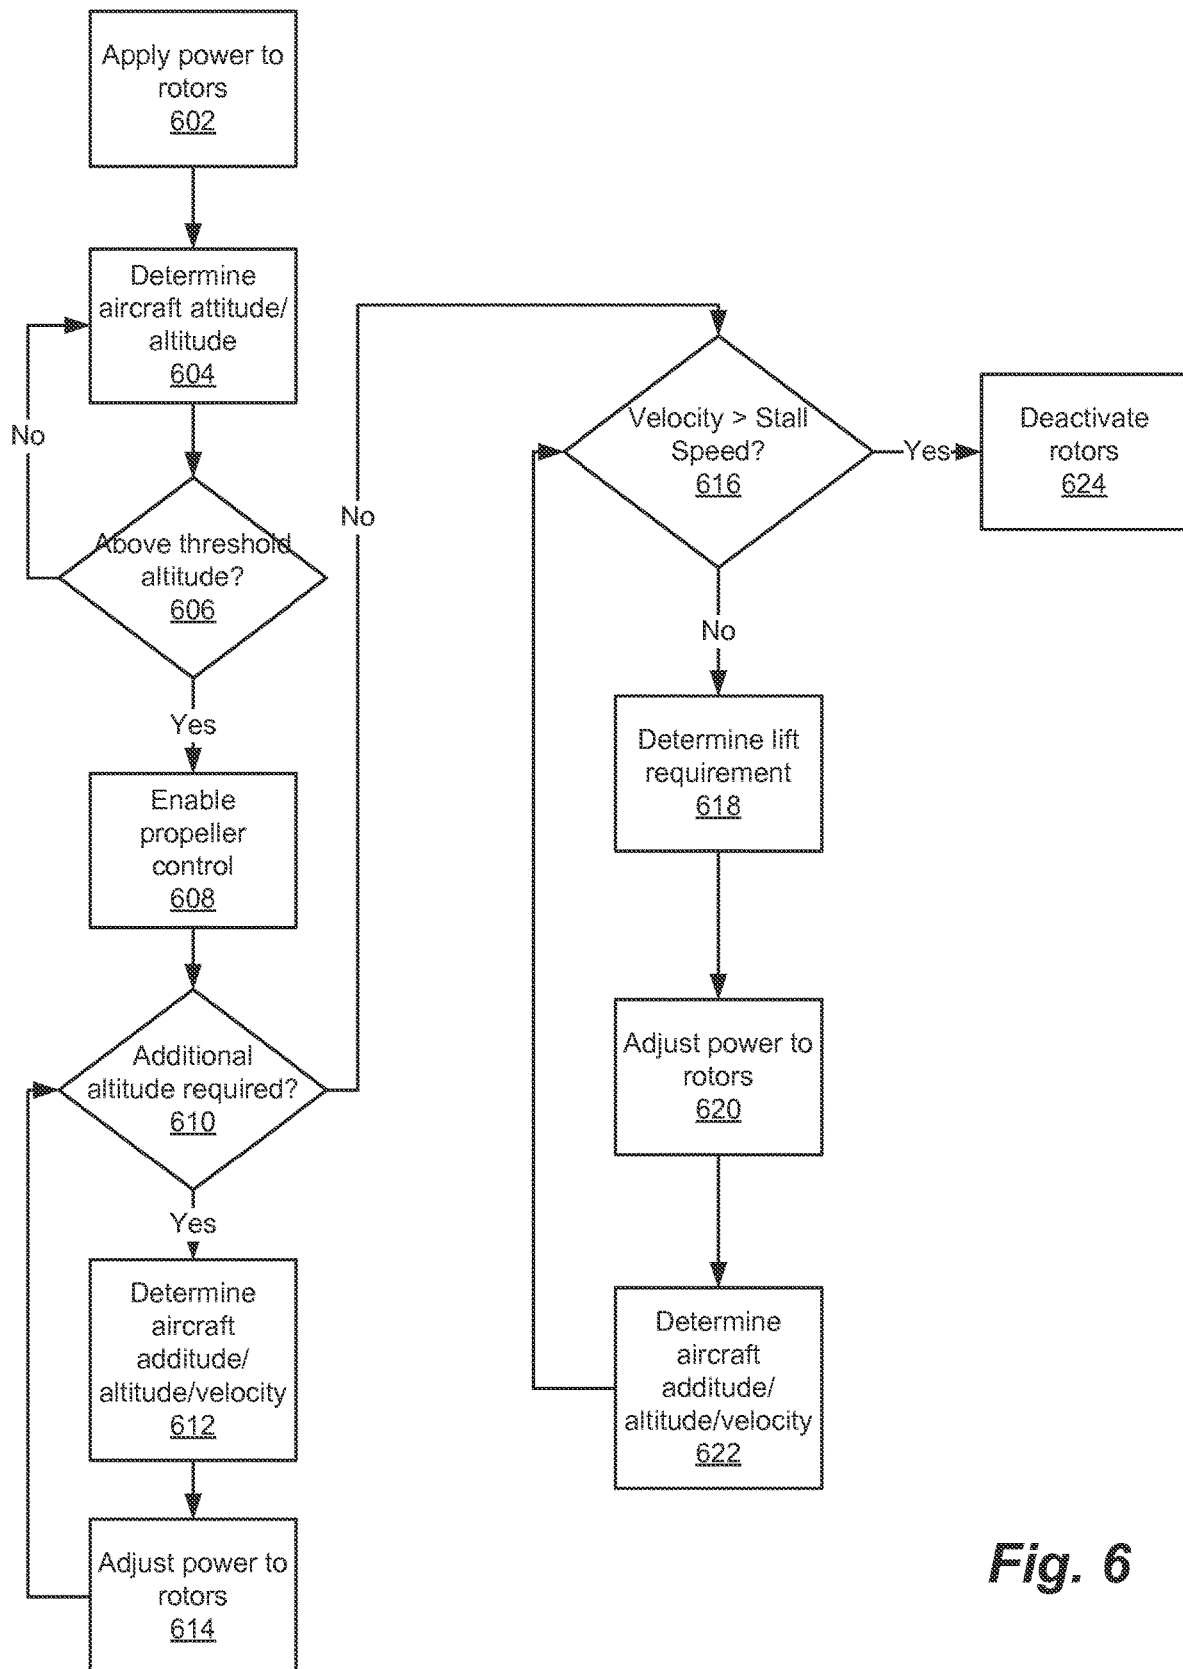 Apply power to
rotors
602
Determine
aircraft attitude/
altitude
604
No
Above threshold
altitude?
606
Yes
Enable
propeller
control
608
Additional
altitude required?
610
No
Yes
Determine
aircraft
additude/
altitude/velocity
612
Adjust power to
rotors
614
Velocity > Stall
Speed?
616
Yes
Deactivate
rotors
624
No
Determine lift
requirement
618
Adjust power to
rotors
620
Determine
aircraft
additude/
altitude/velocity
622
Fig. 6